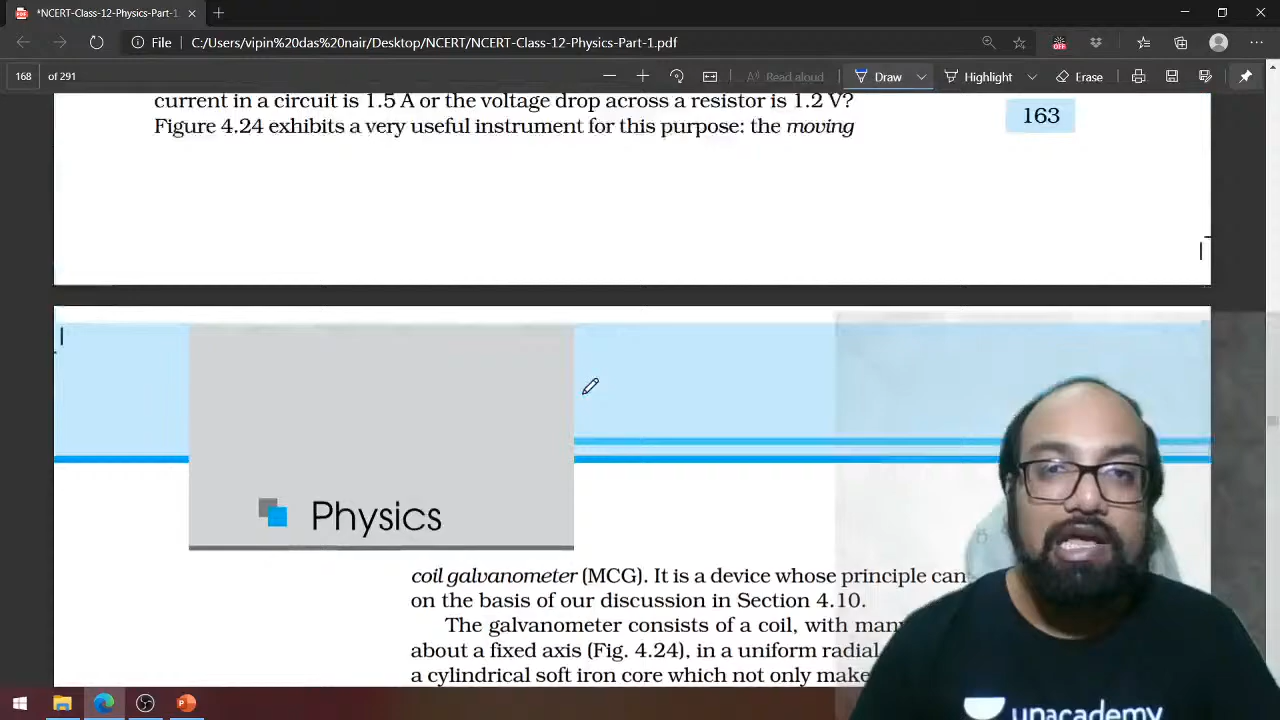 *NCERT-Class-12-Physics-Part-1.
File
C:/Users/vipin%20das%20nair/Desktop/NCERT/NCERT-Class-12-Physics-Part-1.pdf
168 of 291
Read aloud
Draw
Highlight
Erase
current in a circuit is 1.5 A or the voltage drop across a resistor is 1.2 V?
Figure 4.24 exhibits a very useful instrument for this purpose: the moving
163
Physics
coil galvanometer (MCG). It is a device whose principle can
on the basis of our discussion in Section 4.10.
The galvanometer consists of a coil, with many
about a fixed axis (Fig. 4.24), in a uniform radial
a cylindrical soft iron core which not only make
unacademy